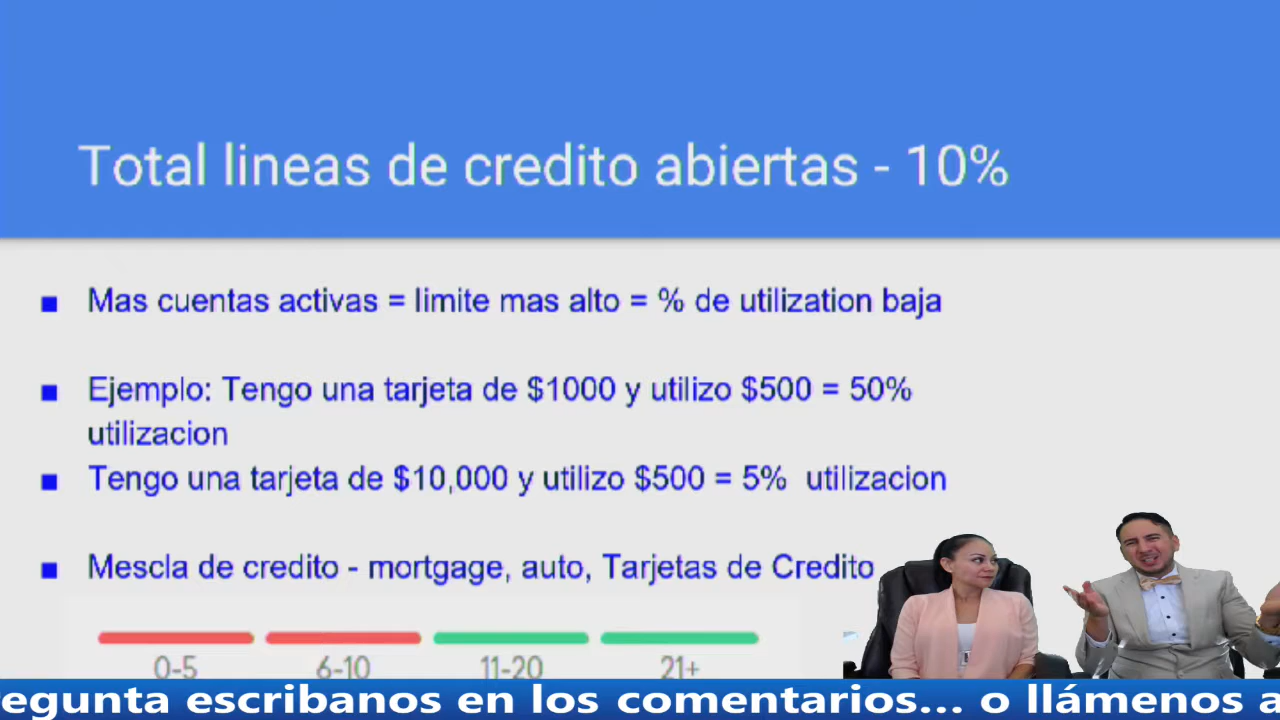 Total lineas de credito abiertas - 10%
Mas cuentas activas = limite mas alto = % de utilization baja
Ejemplo: Tengo una tarjeta de $1000 y utilizo $500 = 50%
utilizacion
Tengo una tarjeta de $10,000 y utilizo $500 = 5% utilizacion
Mescla de credito - mortgage, auto, Tarjetas de Credito
0-5 6-10 11-20 21+
egunta escribanos en los comentarios... o llámenos a